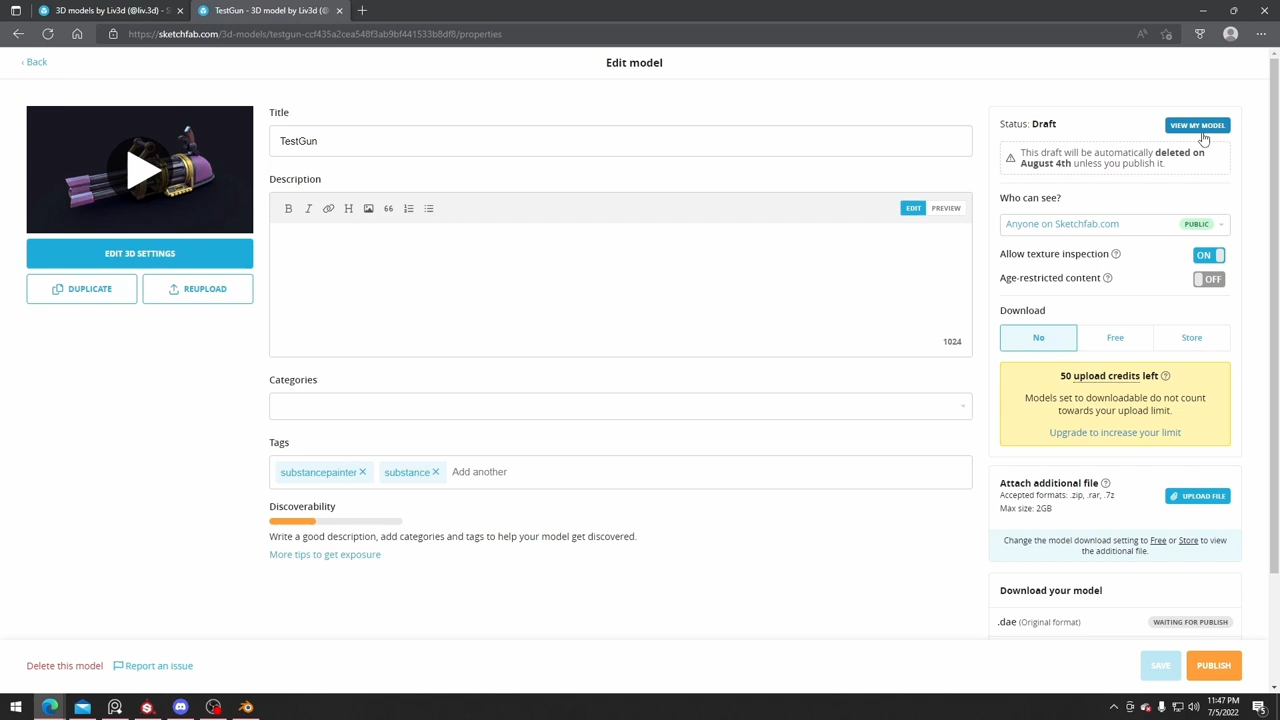 3D models by Liv3d (@liv.3d) - S
TestGun - 3D model by Liv3d (@l
https://sketchfab.com/3d-models/testgun-ccf435a2cea548f3ab9bf441533b8df8/properties
‹ Back
Edit model
Title
TestGun
Description
B I H 66
EDIT PREVIEW
1024
EDIT 3D SETTINGS
DUPLICATE
REUPLOAD
Categories
Tags
substancepainter ✕ substance ✕ Add another
Discoverability
Write a good description, add categories and tags to help your model get discovered.
More tips to get exposure
Status: Draft
VIEW MY MODEL
This draft will be automatically deleted on
August 4th unless you publish it.
Who can see?
Anyone on Sketchfab.com PUBLIC
Allow texture inspection ? ON
Age-restricted content ? OFF
Download
No Free Store
50 upload credits left ?
Models set to downloadable do not count
towards your upload limit.
Upgrade to increase your limit
Attach additional file ?
Accepted formats: .zip, .rar, .7z
Max size: 2GB
UPLOAD FILE
Change the model download setting to Free or Store to view
the additional file.
Download your model
.dae (Original format) WAITING FOR PUBLISH
Delete this model
Report an issue
SAVE
PUBLISH
11:47 PM
7/5/2022